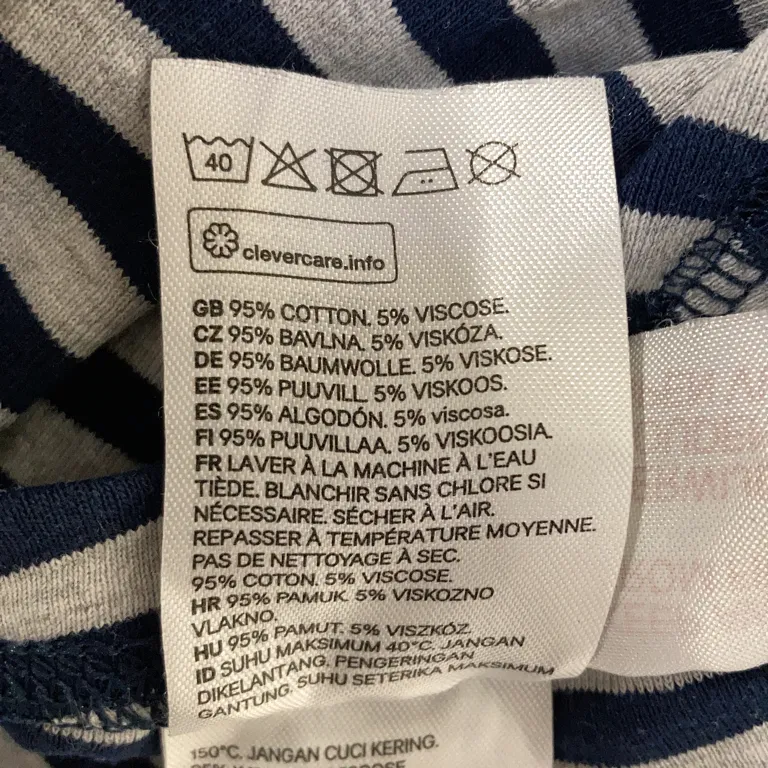 40
clevercare.info
GB 95% COTTON. 5% VISCOSE.
CZ 95% BAVLNA. 5% VISKÓZA.
DE 95% BAUMWOLLE. 5% VISKOSE.
EE 95% PUUVILL. 5% VISKOOS.
ES 95% ALGODÓN. 5% viscosa.
FI 95% PUUVILLAA. 5% VISKOOSIA.
FR LAVER À LA MACHINE À L'EAU
TIÈDE. BLANCHIR SANS CHLORE SI
NÉCESSAIRE. SÉCHER À L'AIR.
REPASSER À TEMPÉRATURE MOYENNE.
PAS DE NETTOYAGE À SEC.
95% COTON. 5% VISCOSE.
HR 95% PAMUK. 5% VISKOZNO
VLAKNO.
HU 95% PAMUT. 5% VISZKÓZ.
ID SUHU MAKSIMUM 40°C. JANGAN
DIKELANTANG. PENGERINGAN
GANTUNG. SUHU SETERIKA MAKSIMUM
150°C. JANGAN CUCI KERING.